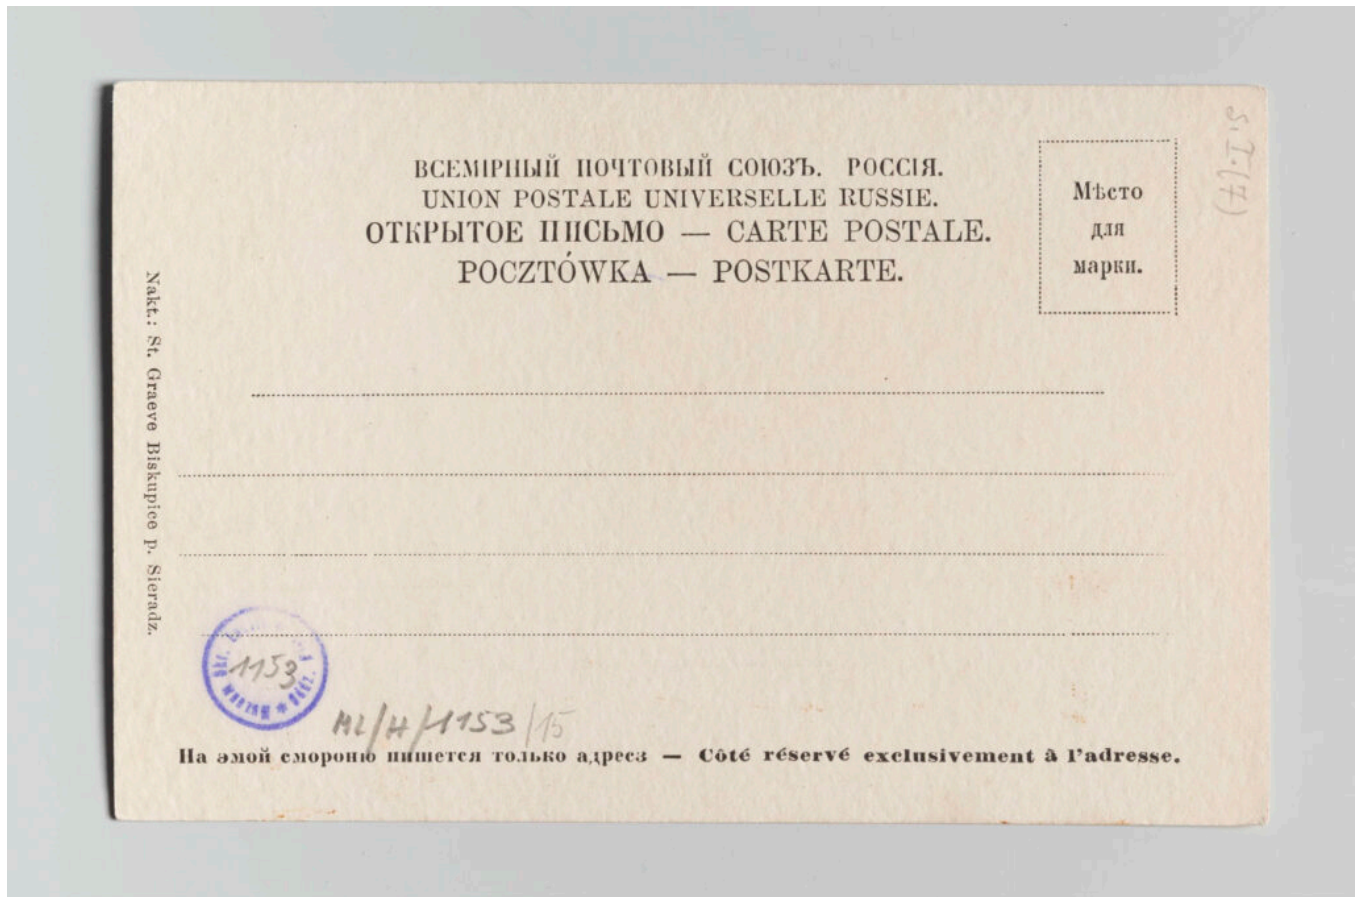 ВСЕМІРНЫЙ ПОЧТОВЫЙ СОЮЗЪ. РОССІЯ.
UNION POSTALE UNIVERSELLE RUSSIE.
ОТКРЫТОЕ ПИСЬМО — CARTE POSTALE.
POCZTÓWKA — POSTKARTE.
Мѣсто
для
марки.
S. I. (7)
Nakt.: St. Graeve Biskupice p. Sieradz.
1153
ML/H/1153/15
На эмой смороню пишется только адресз — Côté réservé exclusivement à l'adresse.